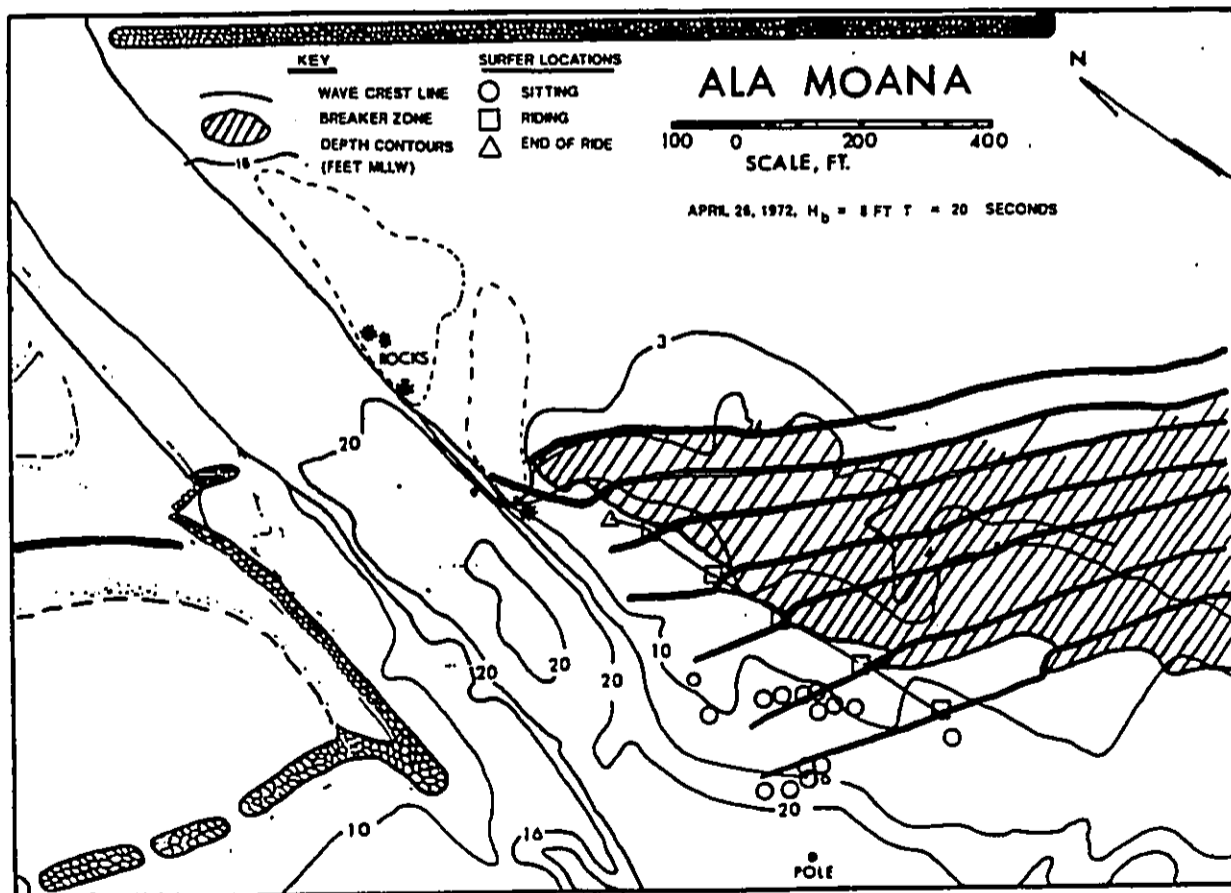 KEY
WAVE CREST LINE
BREAKER ZONE
DEPTH CONTOURS
(FEET MLLW)
SURFER LOCATIONS
SITTING
RIDING
END OF RIDE
ALA MOANA
100 0 200 400
SCALE, FT.
APRIL 26, 1972, Hb = 8 FT T = 20 SECONDS
N
ROCKS
3
20
20
20
20
10
20
10
16
POLE